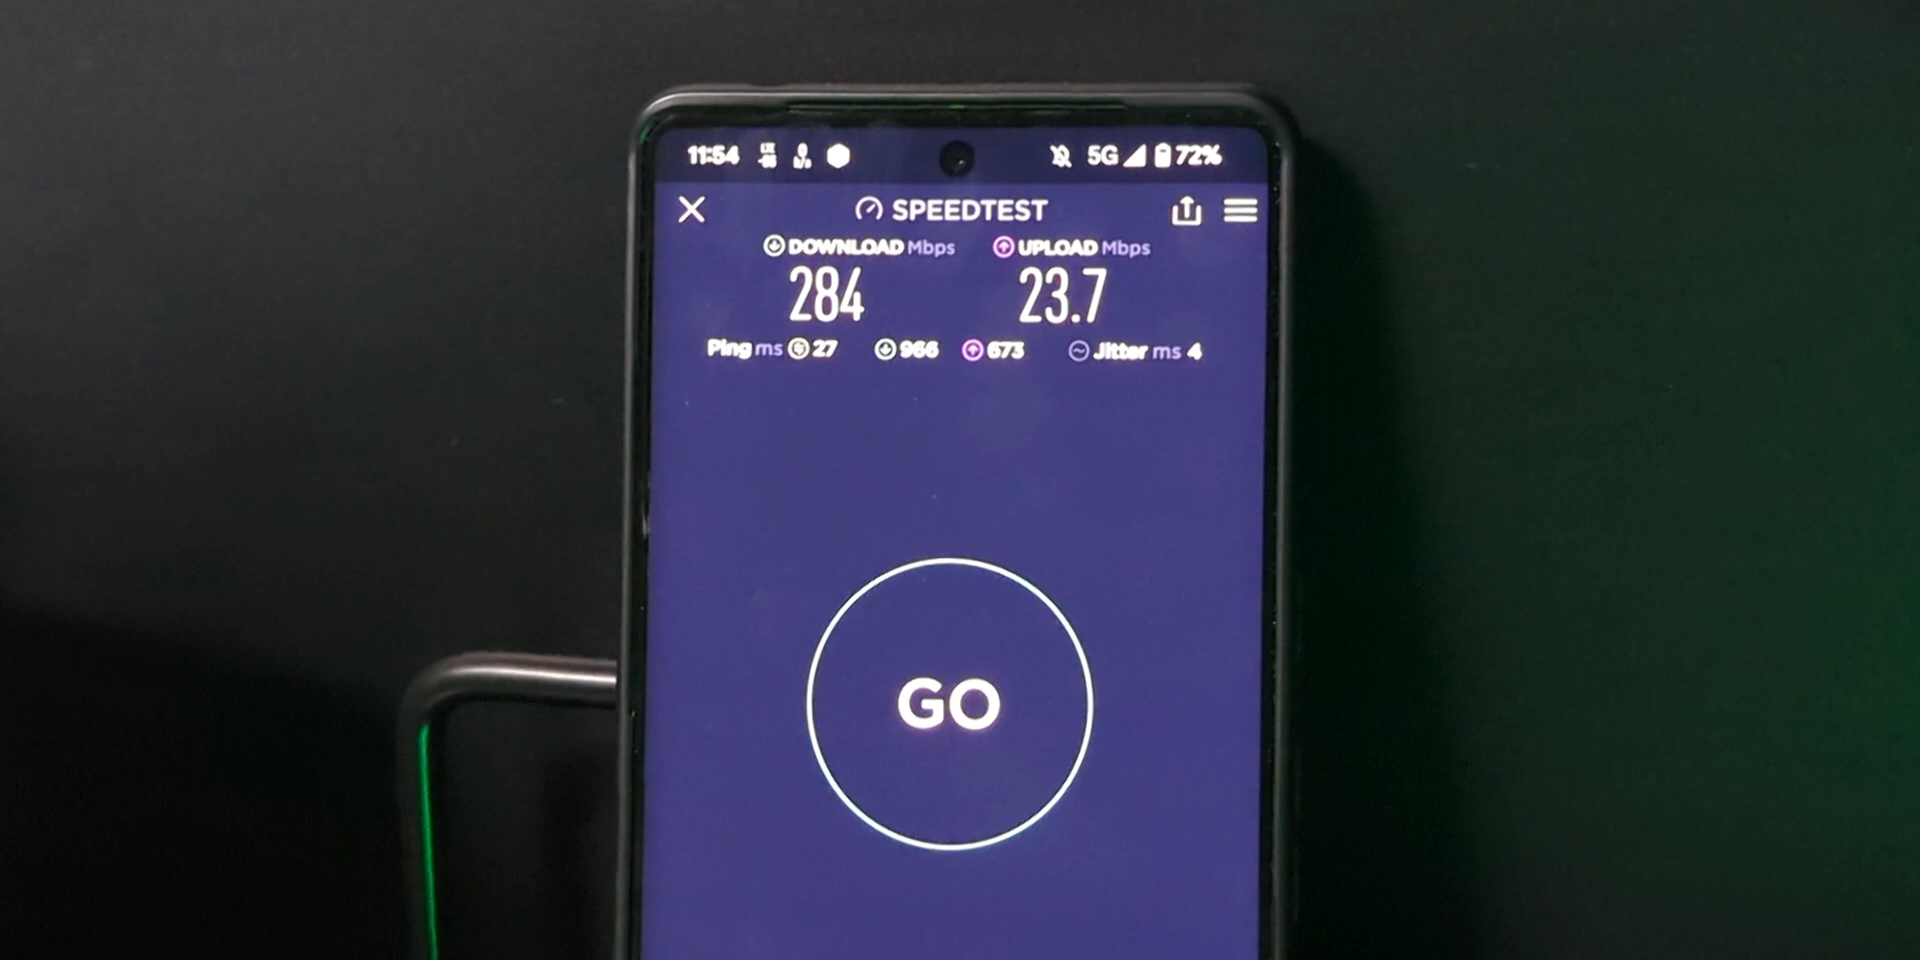 11:54 5G 72%
SPEEDTEST
DOWNLOAD Mbps UPLOAD Mbps
284 23.7
Ping ms 27 966 673 Jitter ms 4
GO